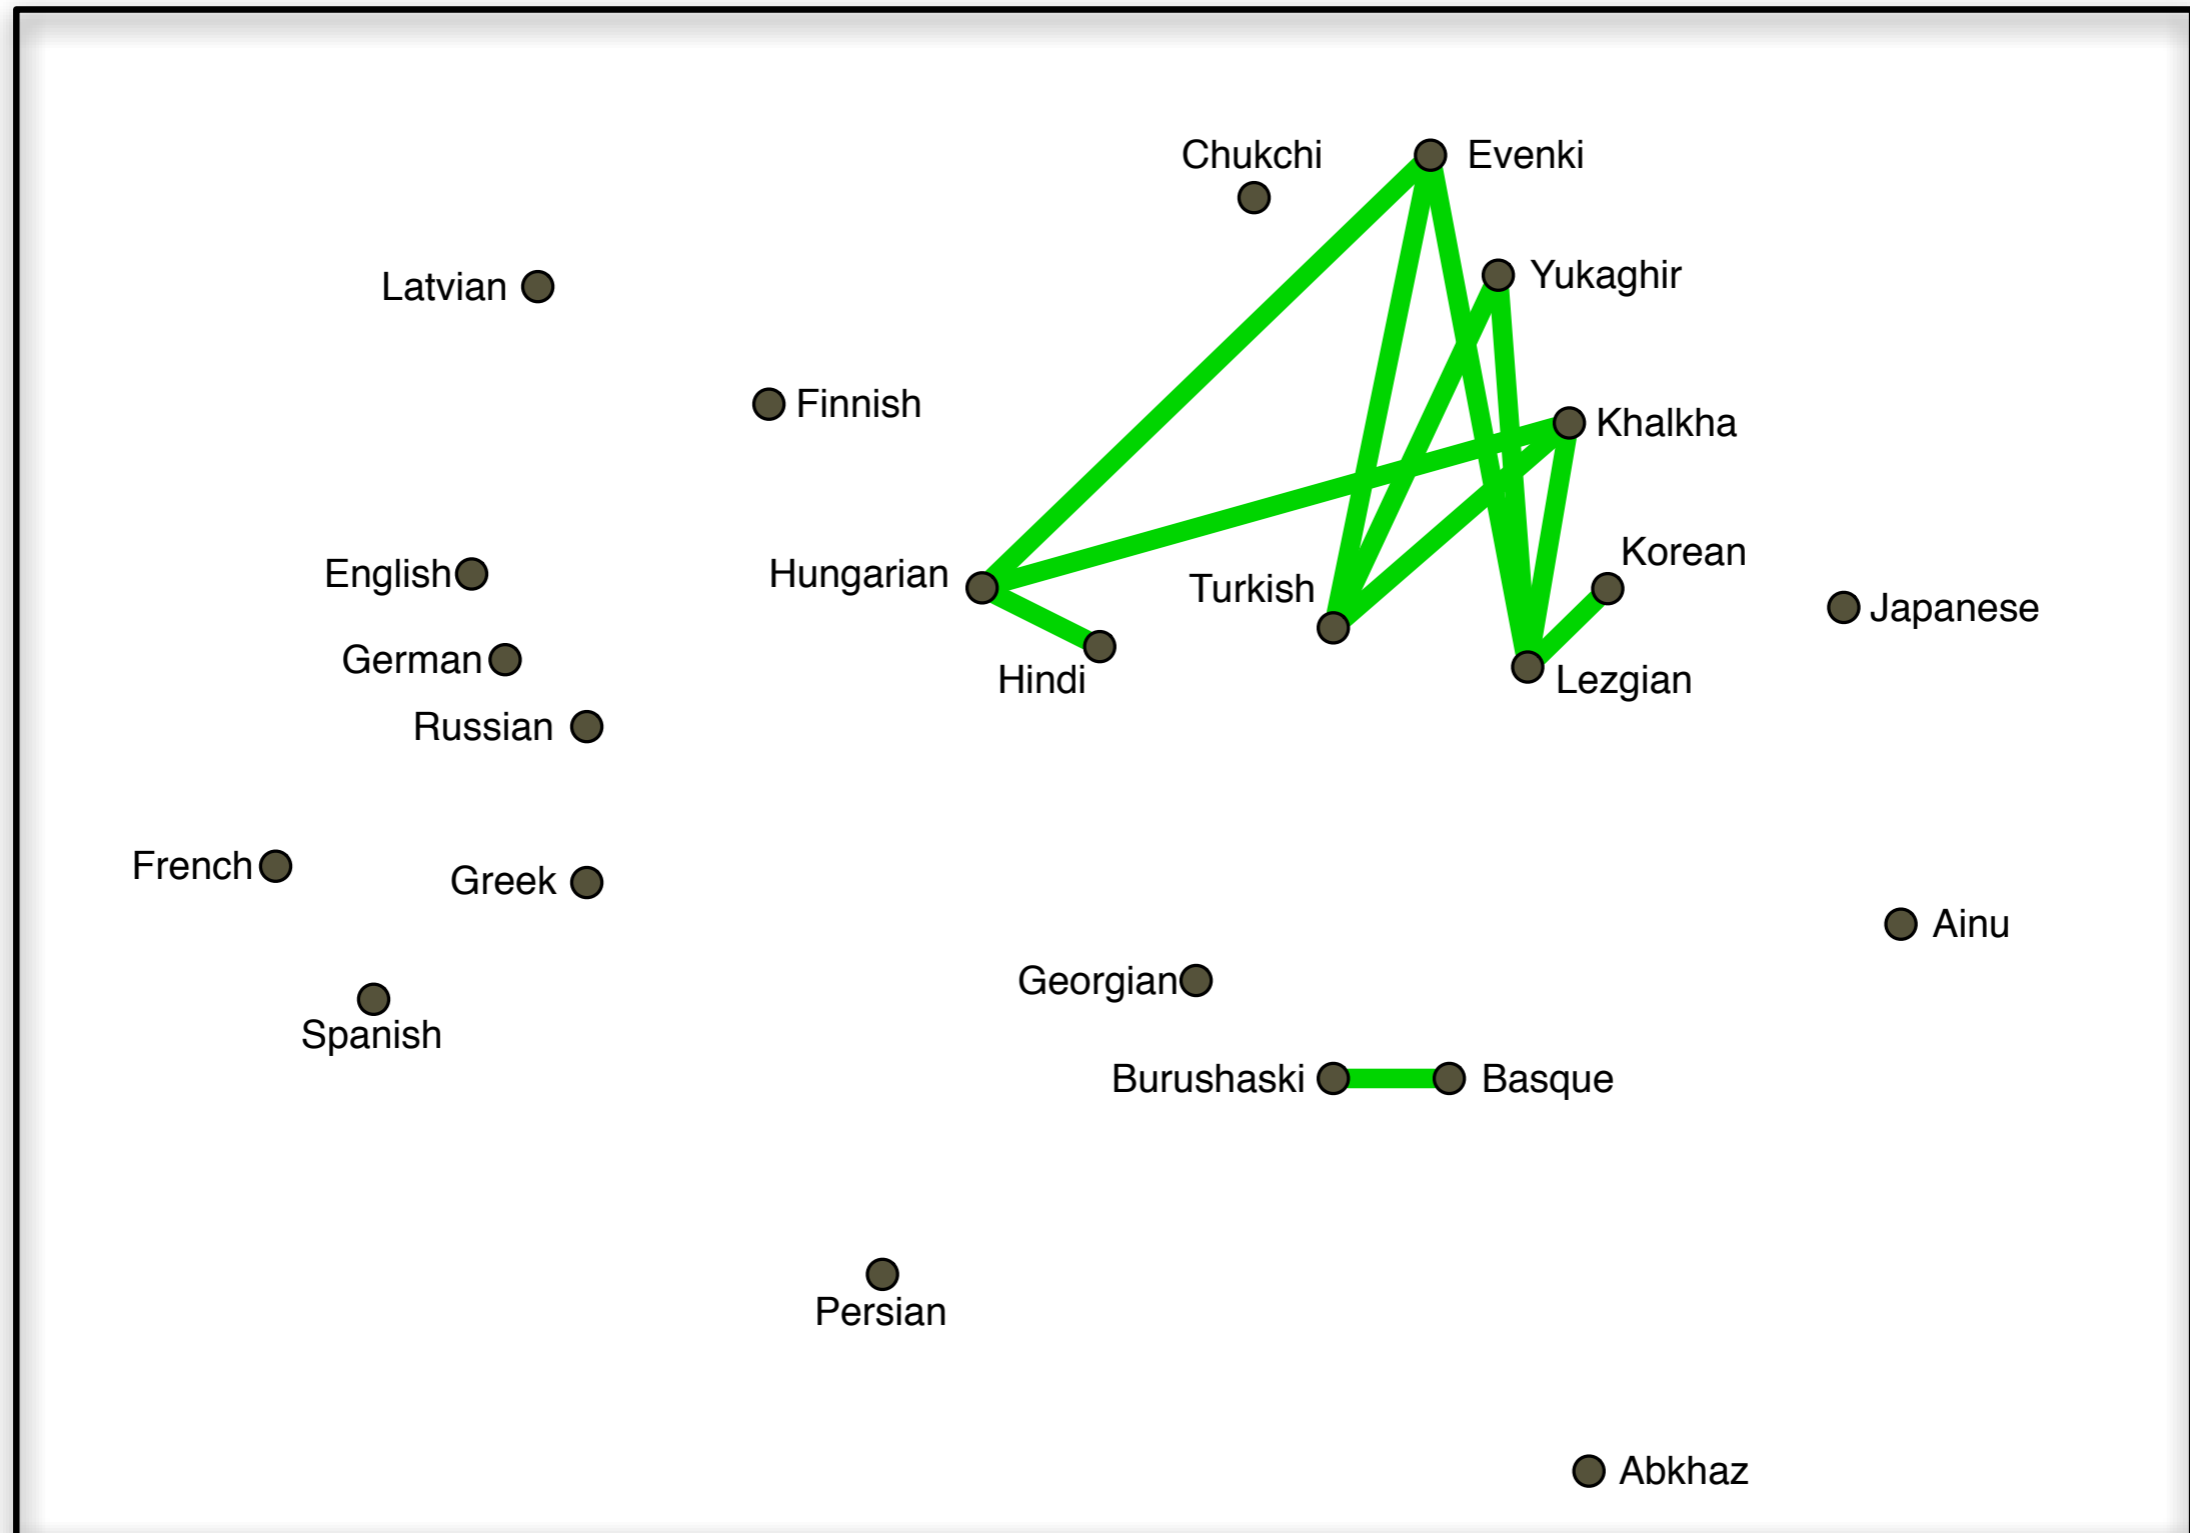 Chukchi
Evenki
Yukaghir
Latvian
Finnish
Khalkha
Korean
English
Hungarian
Turkish
Japanese
German
Hindi
Lezgian
Russian
French
Greek
Ainu
Georgian
Spanish
Burushaski
Basque
Persian
Abkhaz